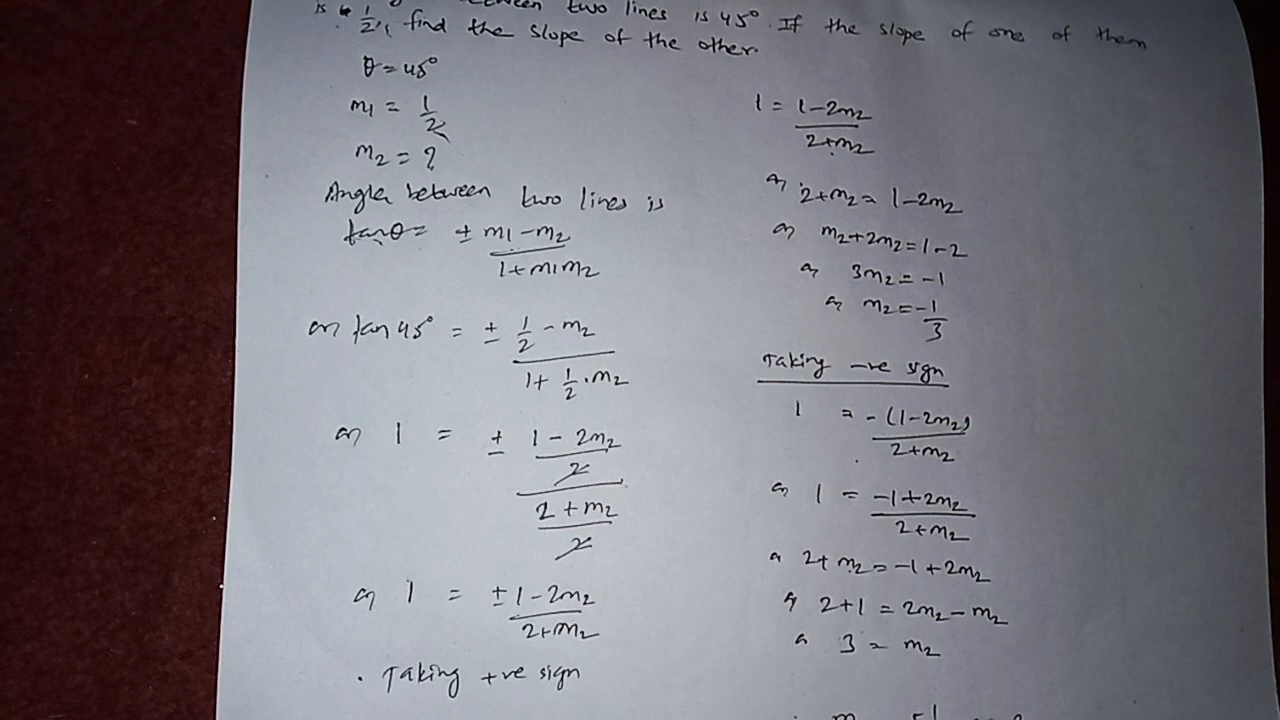 two lines is 45°. If the slope of one of them
is 1/2, find the slope of the other
θ = 45°
m₁ = 1/2
m₂ = ?
Angle between two lines is
tanθ = ± m₁ - m₂ / 1 + m₁m₂
or tan 45° = ± 1/2 - m₂ / 1 + 1/2 . m₂
or 1 = ± 1 - 2m₂ / 2 / 2 + m₂ / 2
or 1 = ± 1 - 2m₂ / 2 + m₂
. Taking +ve sign
1 = 1 - 2m₂ / 2 + m₂
or 2 + m₂ = 1 - 2m₂
or m₂ + 2m₂ = 1 - 2
or 3m₂ = -1
or m₂ = -1/3
Taking -ve sign
1 = - (1 - 2m₂) / 2 + m₂
or 1 = -1 + 2m₂ / 2 + m₂
or 2 + m₂ = -1 + 2m₂
or 2 + 1 = 2m₂ - m₂
or 3 = m₂